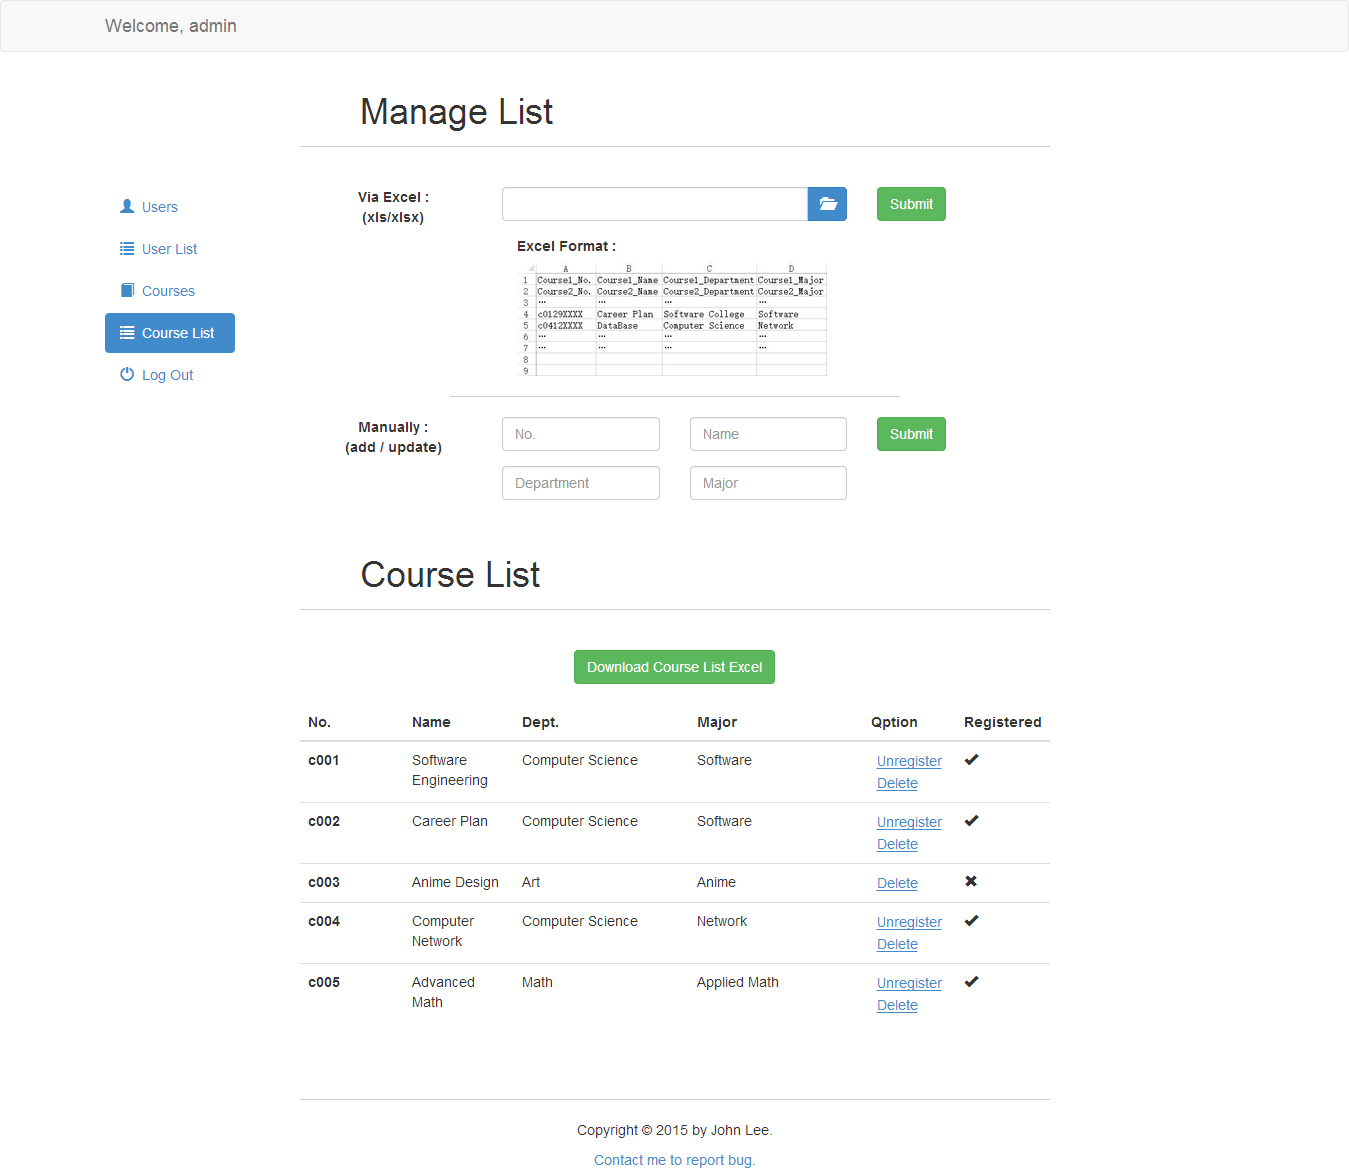 Welcome, admin
Manage List
Users
User List
Courses
Course List
Log Out
Via Excel :
(xls/xlsx)
Submit
Excel Format :
A B C D
1 Course1_No. Course1_Name Course1_Department Course1_Major
2 Course2_No. Course2_Name Course2_Department Course2_Major
3 … … … …
4 c0129XXXX Career Plan Software College Software
5 c0412XXXX DataBase Computer Science Network
6 … … … …
7 … … … …
8
9
Manually :
(add / update)
No. Name Submit
Department Major
Course List
Download Course List Excel
No. Name Dept. Major Qption Registered
c001 Software Computer Science Software Unregister
Engineering Delete
c002 Career Plan Computer Science Software Unregister
Delete
c003 Anime Design Art Anime Delete
c004 Computer Computer Science Network Unregister
Network Delete
c005 Advanced Math Applied Math Unregister
Math Delete
Copyright © 2015 by John Lee.
Contact me to report bug.